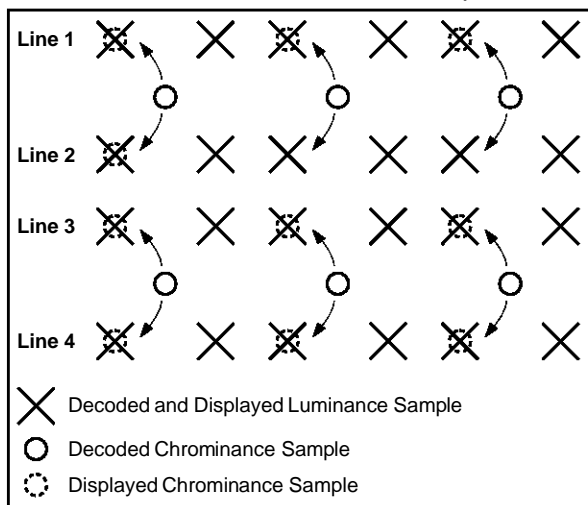 Line 1
Line 2
Line 3
Line 4
Decoded and Displayed Luminance Sample
Decoded Chrominance Sample
Displayed Chrominance Sample